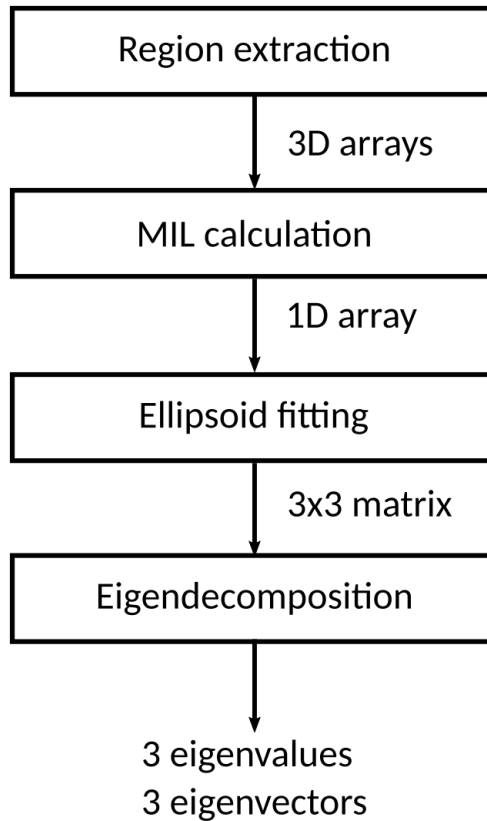 Region extraction
3D arrays
MIL calculation
1D array
Ellipsoid fitting
3x3 matrix
Eigendecomposition
3 eigenvalues
3 eigenvectors